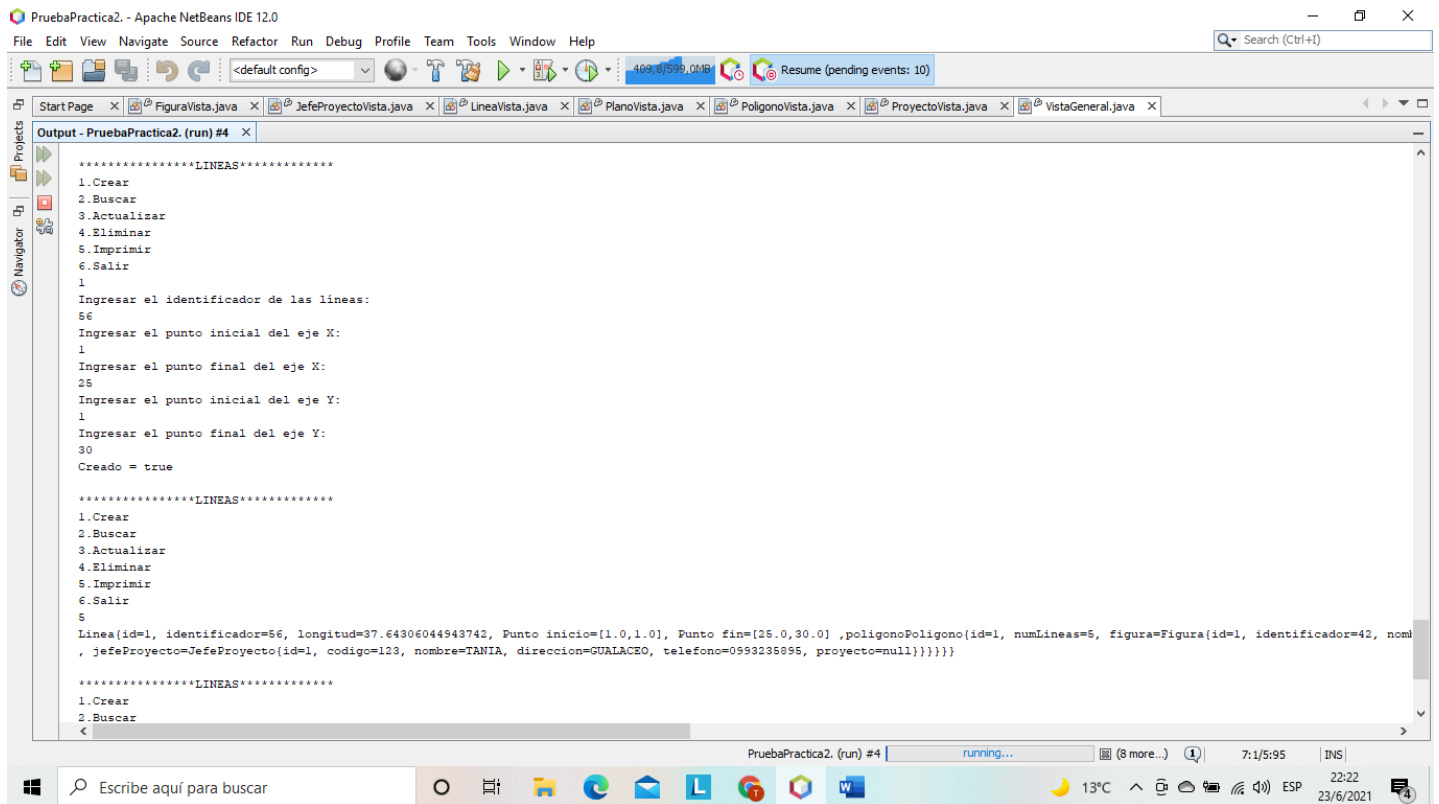 PruebaPractica2. - Apache NetBeans IDE 12.0
File Edit View Navigate Source Refactor Run Debug Profile Team Tools Window Help
Search (Ctrl+I)
<default config>
409,8/599,0MB
Resume (pending events: 10)
Start Page FiguraVista.java JefeProyectoVista.java LineaVista.java PlanoVista.java PoligonoVista.java ProyectoVista.java VistaGeneral.java
Output - PruebaPractica2. (run) #4
Projects
Navigator
****************LINEAS*************
1.Crear
2.Buscar
3.Actualizar
4.Eliminar
5.Imprimir
6.Salir
1
Ingresar el identificador de las lineas:
56
Ingresar el punto inicial del eje X:
1
Ingresar el punto final del eje X:
25
Ingresar el punto inicial del eje Y:
1
Ingresar el punto final del eje Y:
30
Creado = true
****************LINEAS*************
1.Crear
2.Buscar
3.Actualizar
4.Eliminar
5.Imprimir
6.Salir
5
Linea{id=1, identificador=56, longitud=37.64306044943742, Punto inicio=[1.0,1.0], Punto fin=[25.0,30.0] ,poligonoPoligono{id=1, numLineas=5, figura=Figura{id=1, identificador=42, nom
, jefeProyecto=JefeProyecto{id=1, codigo=123, nombre=TANIA, direccion=GUALACEO, telefono=0993235895, proyecto=null}}}}}}
****************LINEAS*************
1.Crear
2.Buscar
PruebaPractica2. (run) #4 running... (8 more...) 1 7:1/5:95 INS
Escribe aquí para buscar
L
W
13°C
ESP
22:22
23/6/2021
4